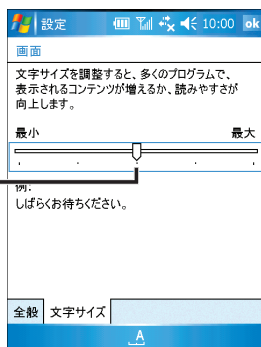 設定 10:00 ok
画面
文字サイズを調整すると、多くのプログラムで、
表示されるコンテンツが増えるか、読みやすさが
向上します。
最小 最大
例:
しばらくお待ちください。
全般 文字サイズ
A